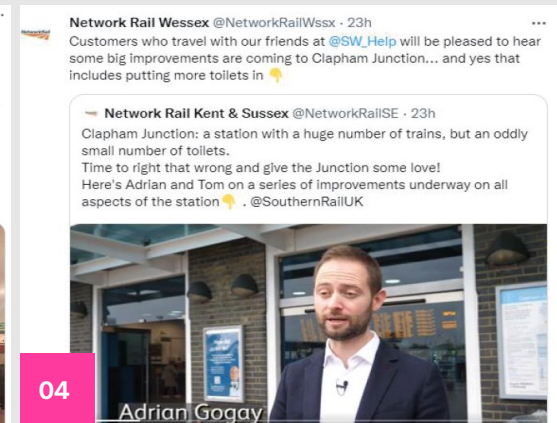 Network Rail Wessex @NetworkRailWssx · 23h
Customers who travel with our friends at @SW_Help will be pleased to hear
some big improvements are coming to Clapham Junction... and yes that
includes putting more toilets in 👇
Network Rail Kent & Sussex @NetworkRailSE · 23h
Clapham Junction: a station with a huge number of trains, but an oddly
small number of toilets.
Time to right that wrong and give the Junction some love!
Here's Adrian and Tom on a series of improvements underway on all
aspects of the station👇 . @SouthernRailUK
04
Adrian Gogay